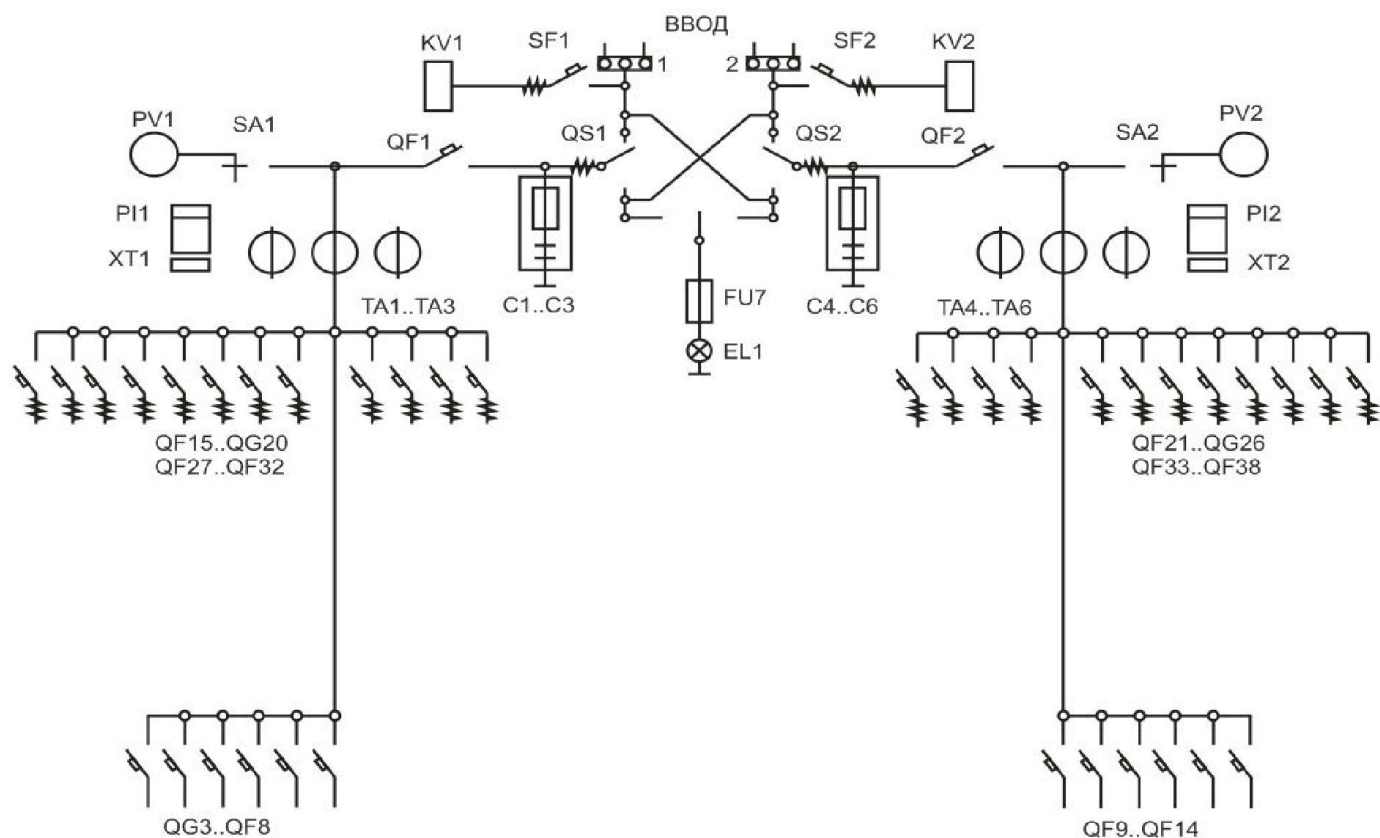 ВВОД
KV1
SF1
1
2
SF2
KV2
PV1
SA1
QF1
QS1
QS2
QF2
SA2
PV2
PI1
XT1
PI2
XT2
TA1..TA3
C1..C3
FU7
C4..C6
TA4..TA6
EL1
QF15..QG20
QF27..QF32
QF21..QG26
QF33..QF38
QG3..QF8
QF9..QF14